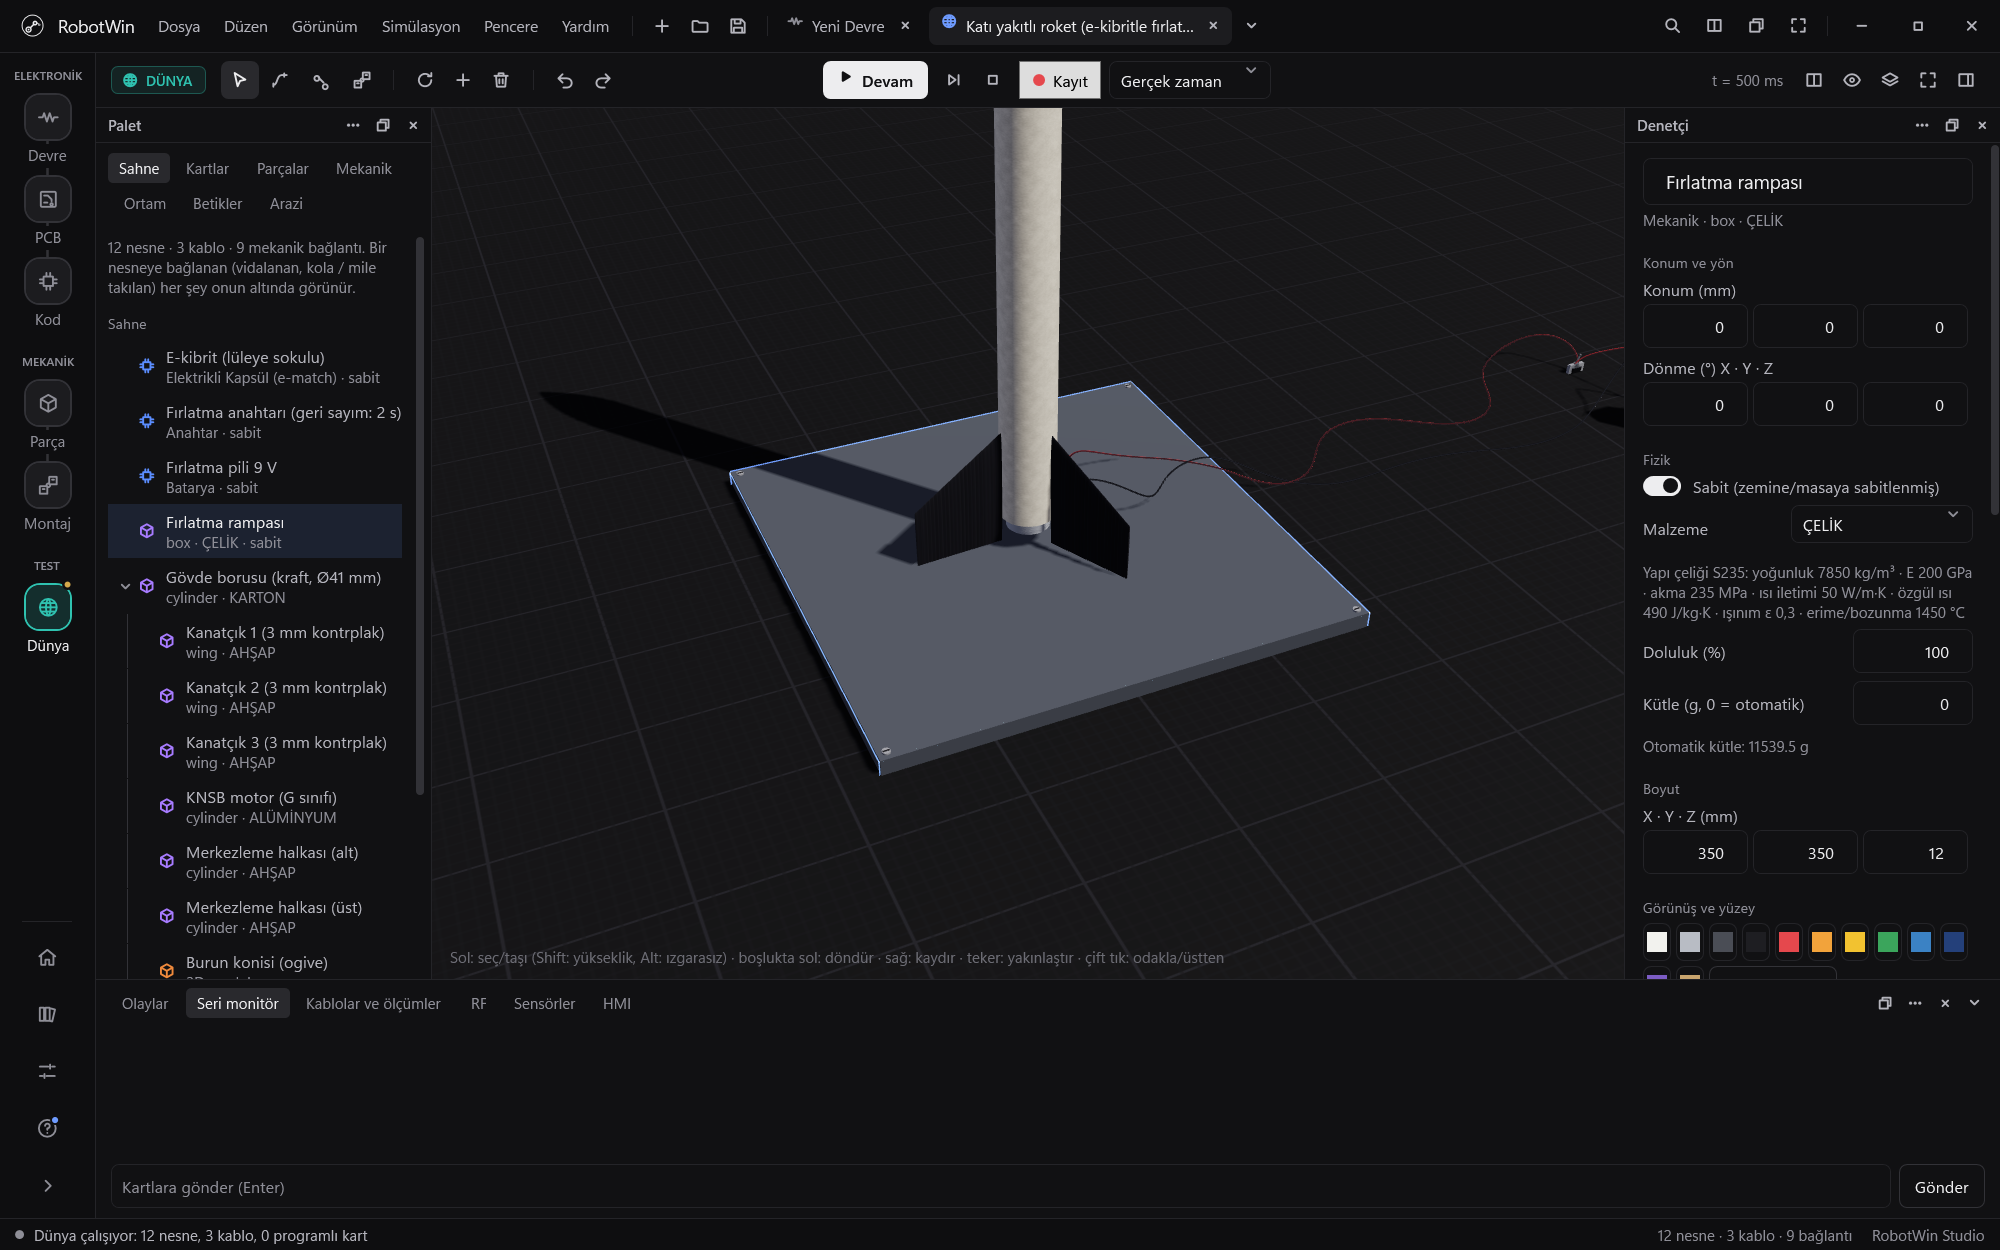 RobotWin
Dosya
Düzen
Görünüm
Simülasyon
Pencere
Yardım
Yeni Devre
Katı yakıtlı roket (e-kibritle fırlat...
ELEKTRONİK
Devre
PCB
Kod
MEKANİK
Parça
Montaj
TEST
Dünya
DÜNYA
Devam
Kayıt
Gerçek zaman
t = 500 ms
Palet
Sahne
Kartlar
Parçalar
Mekanik
Ortam
Betikler
Arazi
12 nesne · 3 kablo · 9 mekanik bağlantı. Bir
nesneye bağlanan (vidalanan, kola / mile
takılan) her şey onun altında görünür.
Sahne
E-kibrit (lüleye sokulu)
Elektrikli Kapsül (e-match) · sabit
Fırlatma anahtarı (geri sayım: 2 s)
Anahtar · sabit
Fırlatma pili 9 V
Batarya · sabit
Fırlatma rampası
box · ÇELİK · sabit
Gövde borusu (kraft, Ø41 mm)
cylinder · KARTON
Kanatçık 1 (3 mm kontrplak)
wing · AHŞAP
Kanatçık 2 (3 mm kontrplak)
wing · AHŞAP
Kanatçık 3 (3 mm kontrplak)
wing · AHŞAP
KNSB motor (G sınıfı)
cylinder · ALÜMİNYUM
Merkezleme halkası (alt)
cylinder · AHŞAP
Merkezleme halkası (üst)
cylinder · AHŞAP
Burun konisi (ogive)
Sol: seç/taşı (Shift: yükseklik, Alt: ızgarasız) · boşlukta sol: döndür · sağ: kaydır · teker: yakınlaştır · çift tık: odakla/üstten
Denetçi
Fırlatma rampası
Mekanik · box · ÇELİK
Konum ve yön
Konum (mm)
0 0 0
Dönme (°) X · Y · Z
0 0 0
Fizik
Sabit (zemine/masaya sabitlenmiş)
Malzeme
ÇELİK
Yapı çeliği S235: yoğunluk 7850 kg/m³ · E 200 GPa
· akma 235 MPa · ısı iletimi 50 W/m·K · özgül ısı
490 J/kg·K · ışınım ε 0,3 · erime/bozunma 1450 °C
Doluluk (%)
100
Kütle (g, 0 = otomatik)
0
Otomatik kütle: 11539.5 g
Boyut
X · Y · Z (mm)
350 350 12
Görünüş ve yüzey
Olaylar
Seri monitör
Kablolar ve ölçümler
RF
Sensörler
HMI
Kartlara gönder (Enter)
Gönder
Dünya çalışıyor: 12 nesne, 3 kablo, 0 programlı kart
12 nesne · 3 kablo · 9 bağlantı
RobotWin Studio